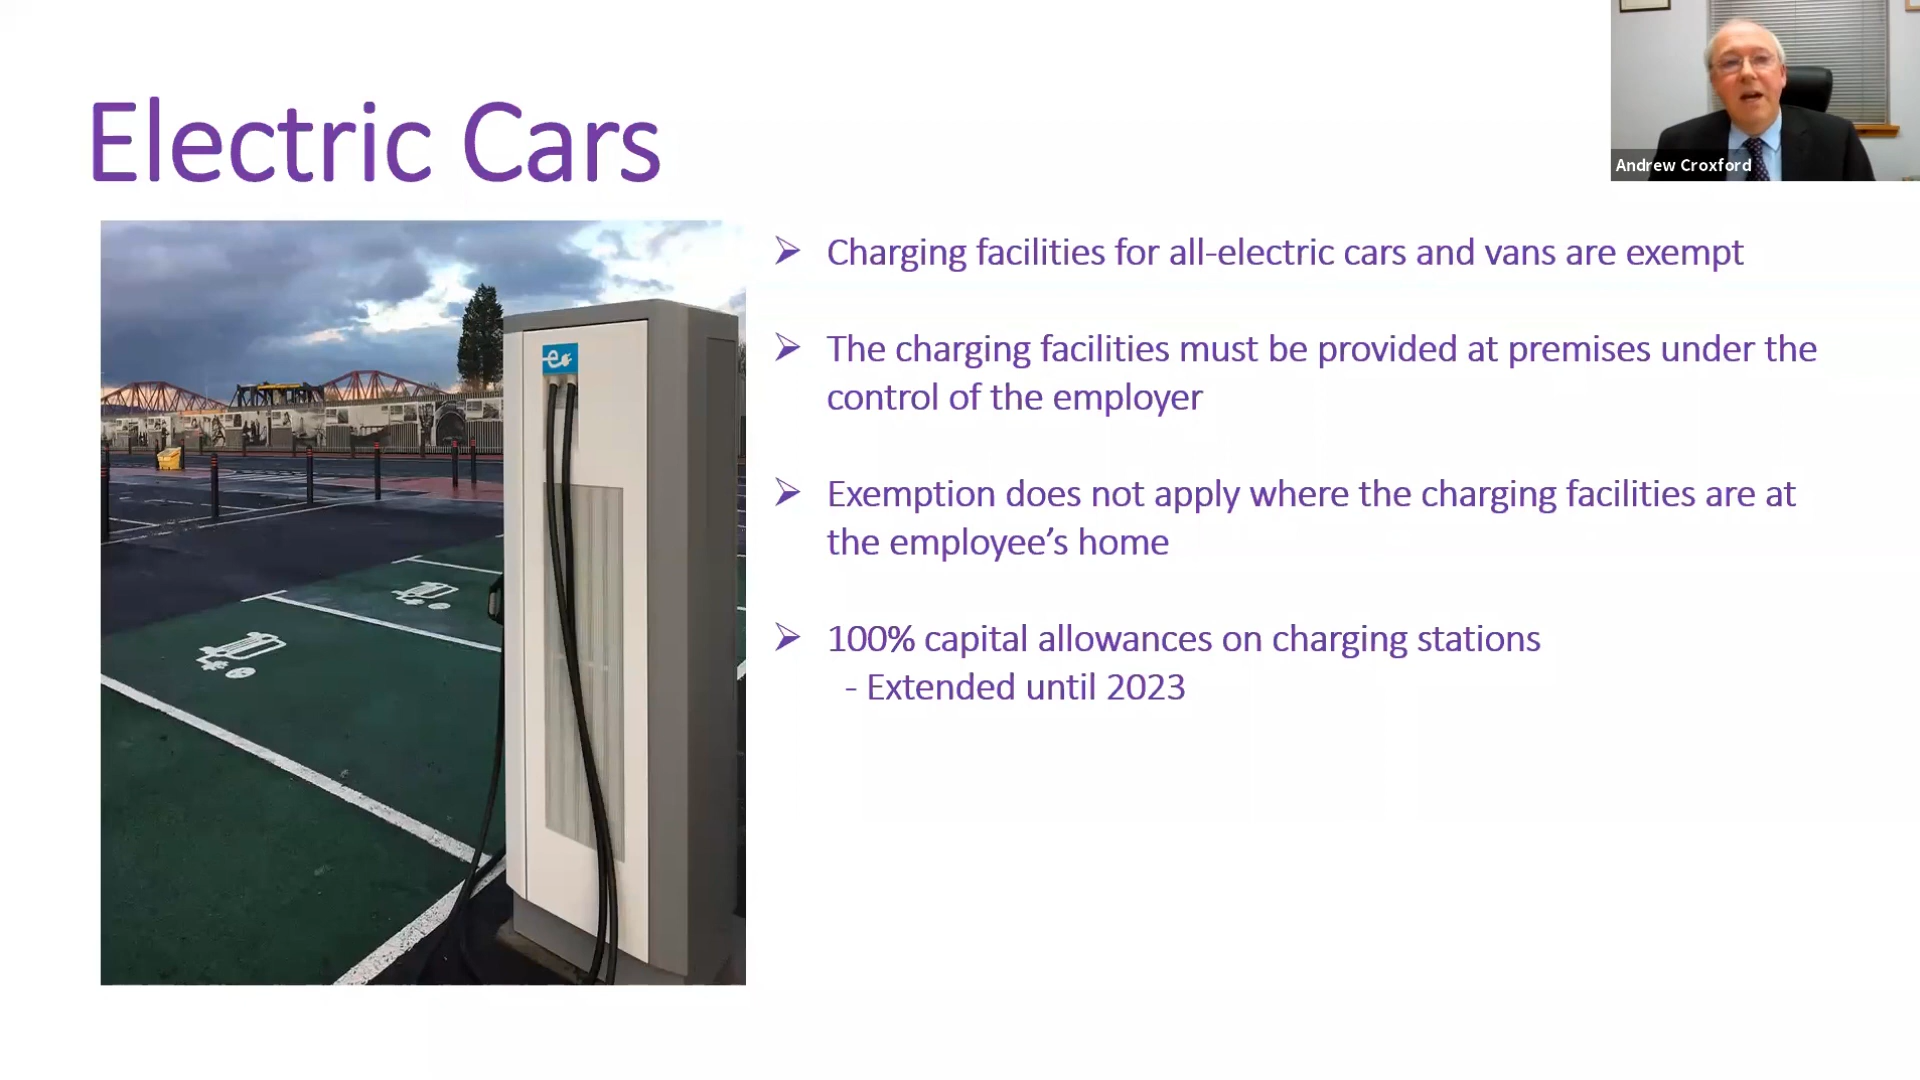 Electric Cars
Andrew Croxford
➢ Charging facilities for all-electric cars and vans are exempt
➢ The charging facilities must be provided at premises under the
control of the employer
➢ Exemption does not apply where the charging facilities are at
the employee’s home
➢ 100% capital allowances on charging stations
- Extended until 2023
e